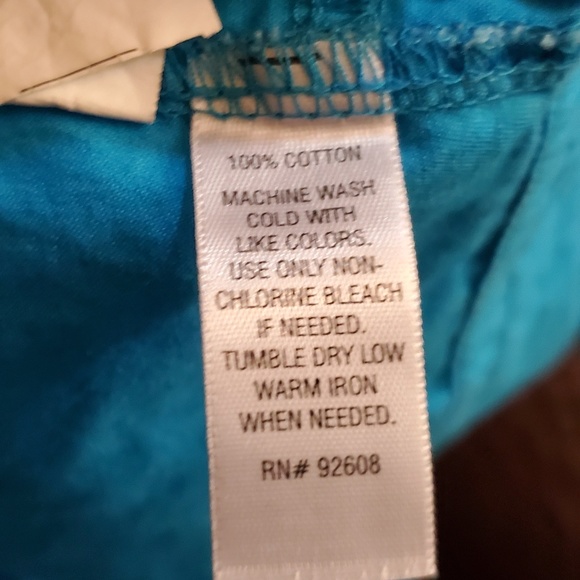 100% COTTON
MACHINE WASH
COLD WITH
LIKE COLORS.
USE ONLY NON-
CHLORINE BLEACH
IF NEEDED.
TUMBLE DRY LOW
WARM IRON
WHEN NEEDED.
RN# 92608